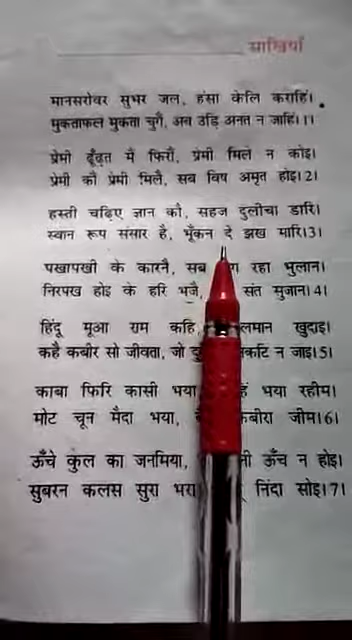 साखियाँ
मानसरोवर सुभर जल, हंसा केलि कराहिं।
मुकताफल मुकता चुगैं, अब उड़ि अनत न जाहिं।1।
प्रेमी ढूँढ़त मैं फिरौं, प्रेमी मिले न कोइ।
प्रेमी कौं प्रेमी मिलै, सब विष अमृत होइ।2।
हस्ती चढ़िए ज्ञान कौ, सहज दुलीचा डारि।
स्वान रूप संसार है, भूँकन दे झख मारि।3।
पखापखी के कारनै, सब रहा भुलान।
निरपख होइ के हरि भजै, संत सुजान।4।
हिंदू मूआ राम कहि, खुदाइ।
कहै कबीर सो जीवता, जो निकटि न जाइ।5।
काबा फिरि कासी भया, भया रहीम।
मोट चून मैदा भया, कबीरा जीम।6।
ऊँचे कुल का जनमिया, ऊँच न होइ।
सुबरन कलस सुरा भरा, निंदा सोइ।7।